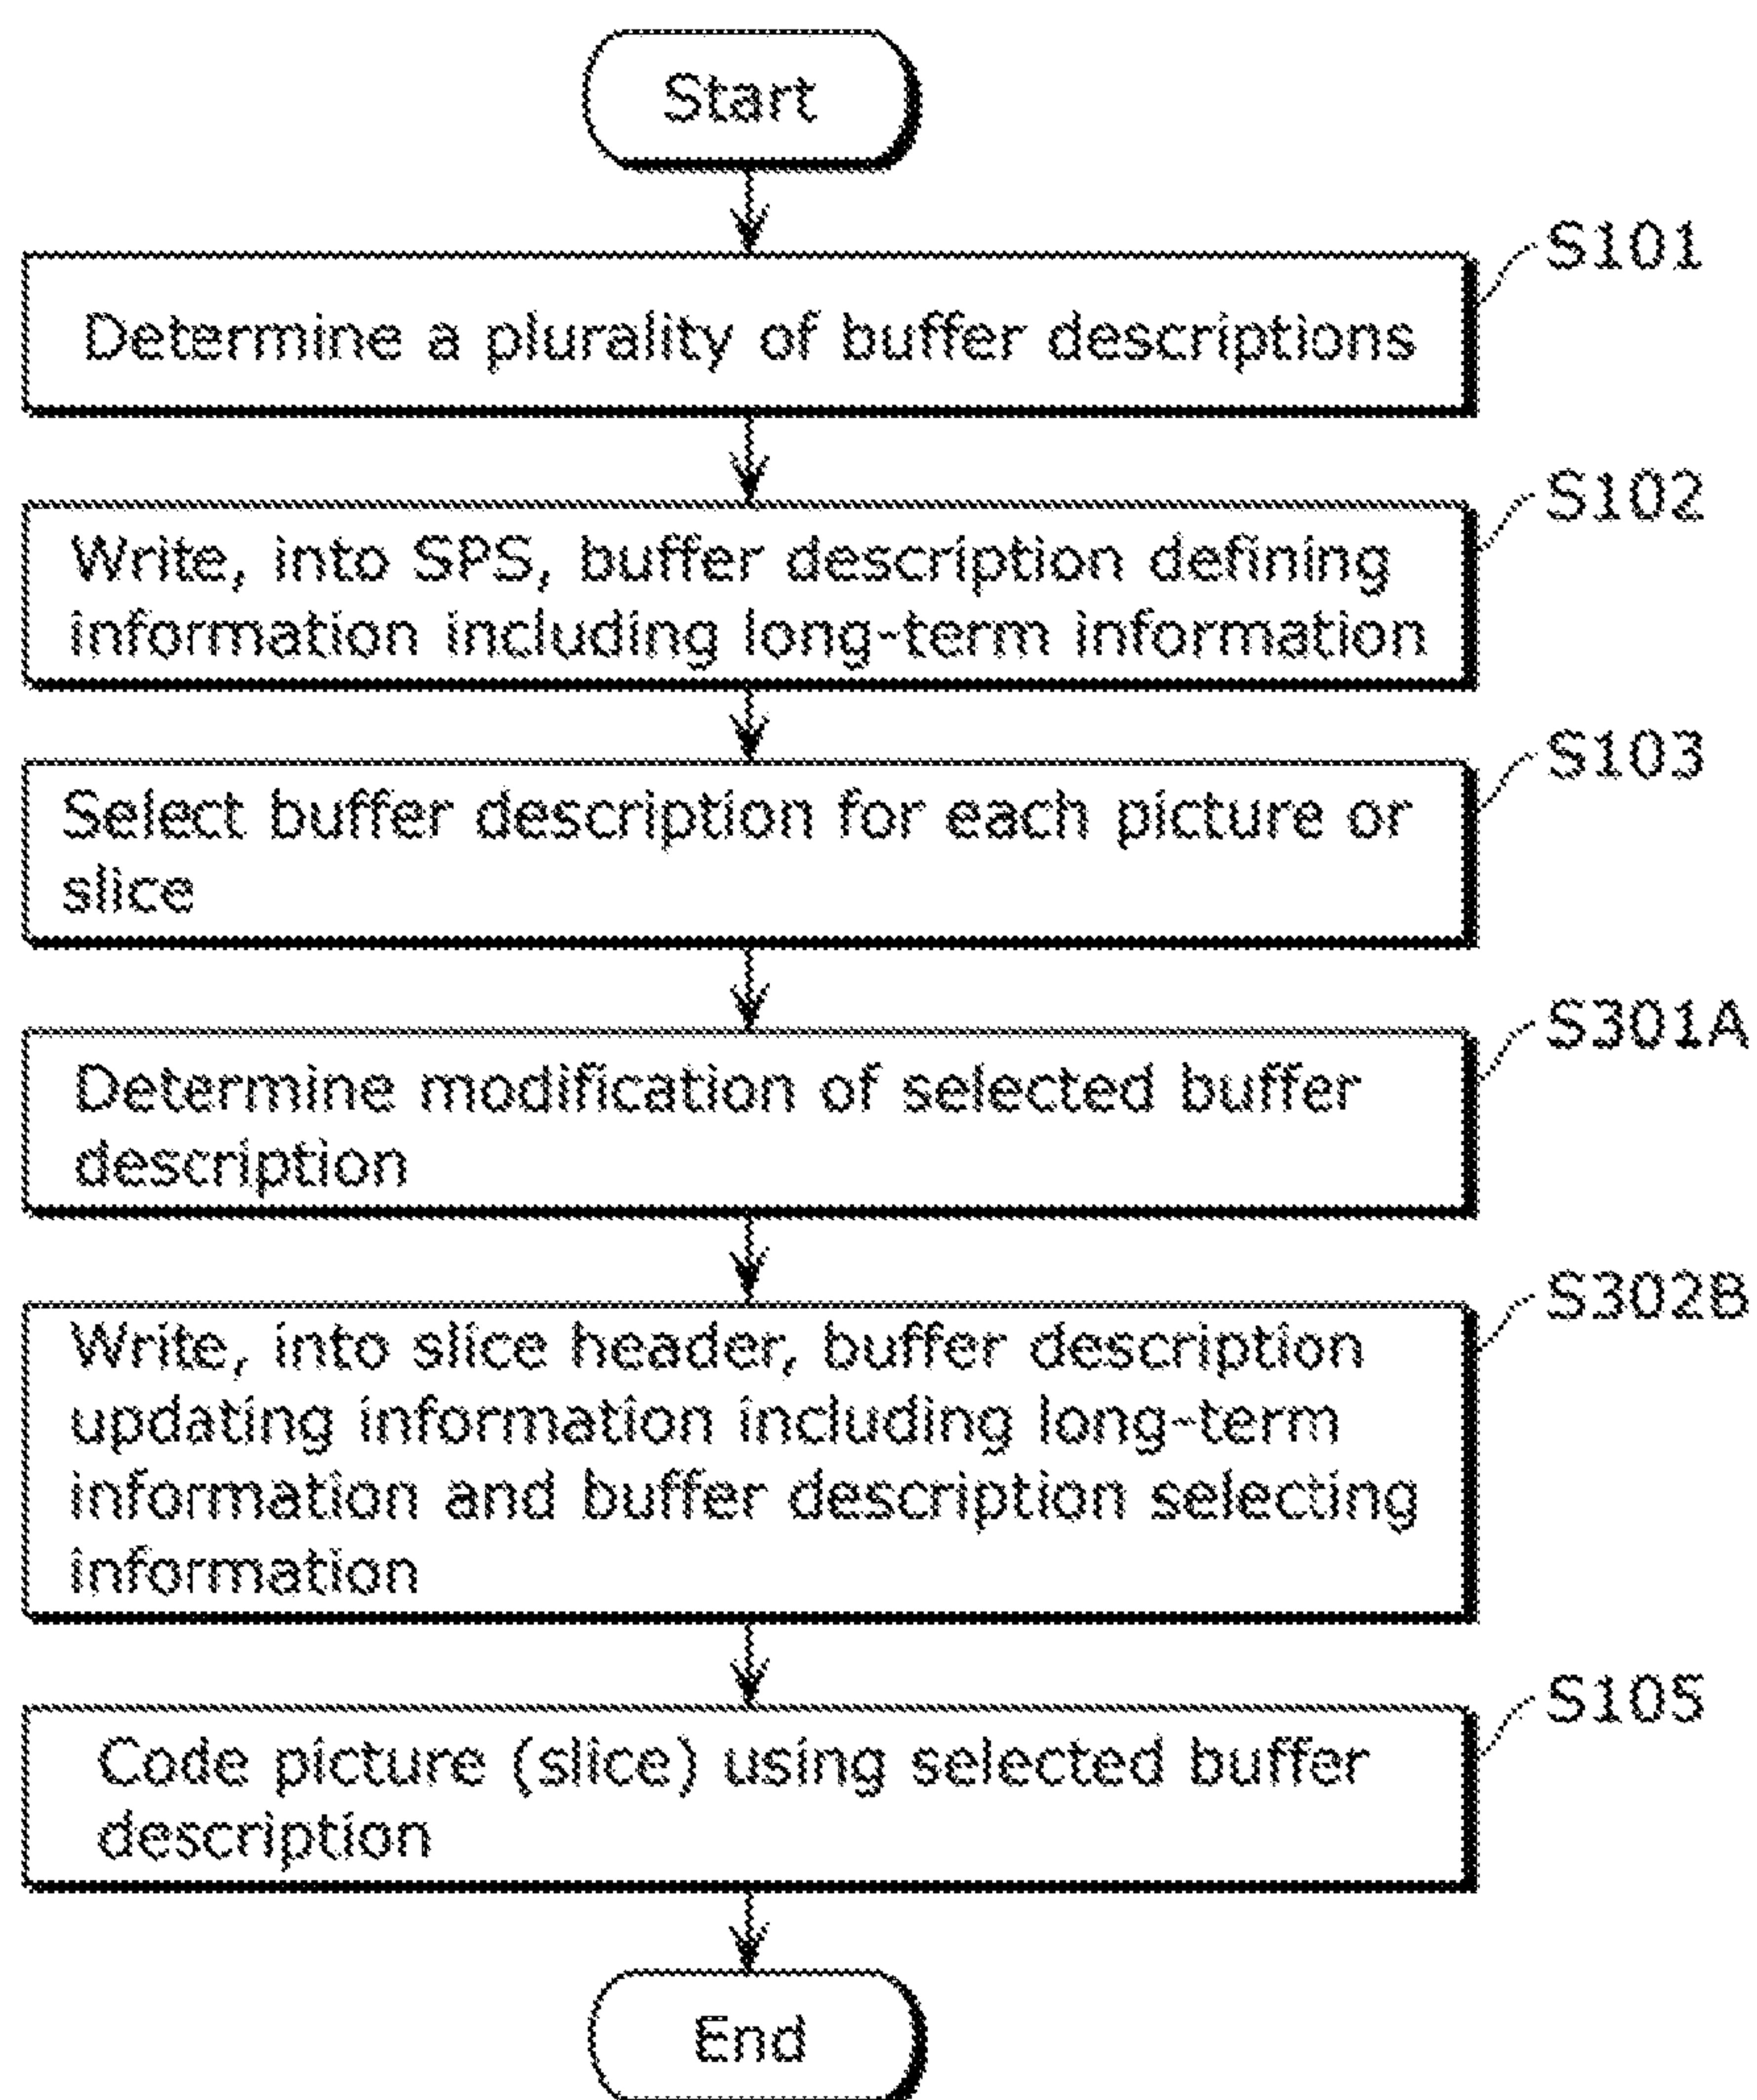 Start
S101
Determine a plurality of buffer descriptions
S102
Write, into SPS, buffer description defining
information including long-term information
S103
Select buffer description for each picture or
slice
S301A
Determine modification of selected buffer
description
S302B
Write, into slice header, buffer description
updating information including long-term
information and buffer description selecting
information
S105
Code picture (slice) using selected buffer
description
End